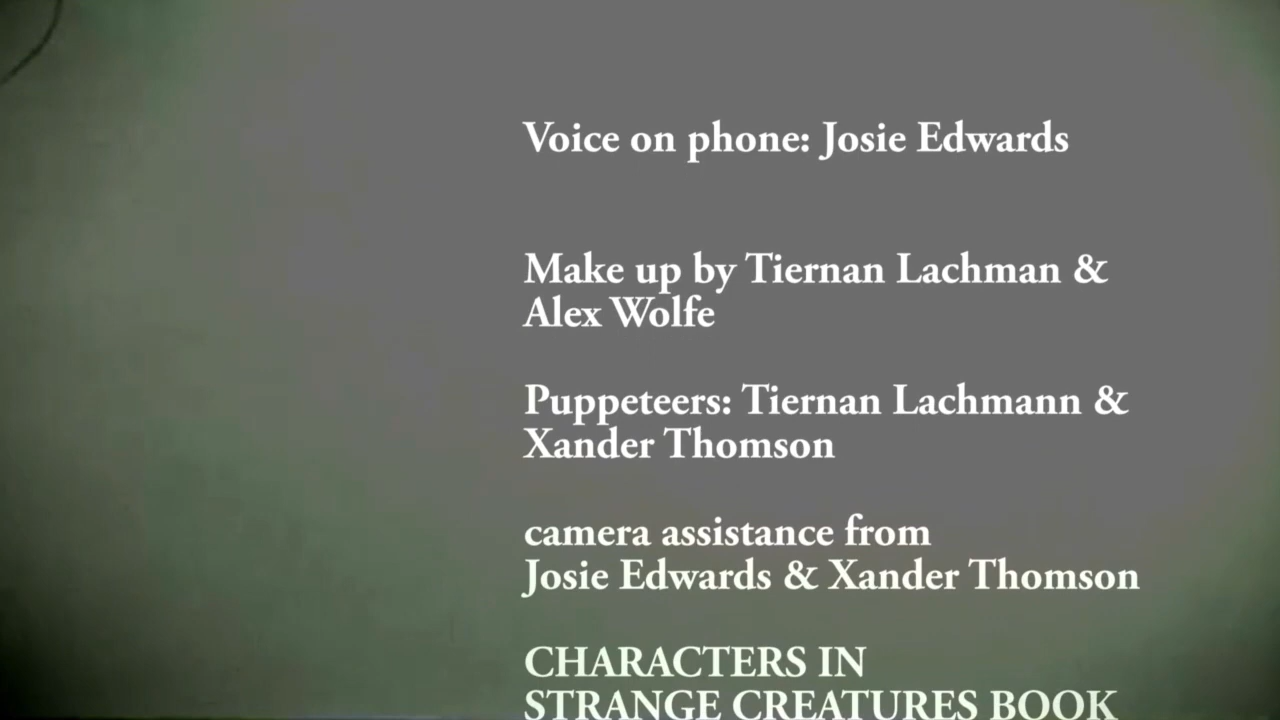 Voice on phone: Josie Edwards
Make up by Tiernan Lachman &
Alex Wolfe
Puppeteers: Tiernan Lachmann &
Xander Thomson
camera assistance from
Josie Edwards & Xander Thomson
CHARACTERS IN
STRANGE CREATURES BOOK